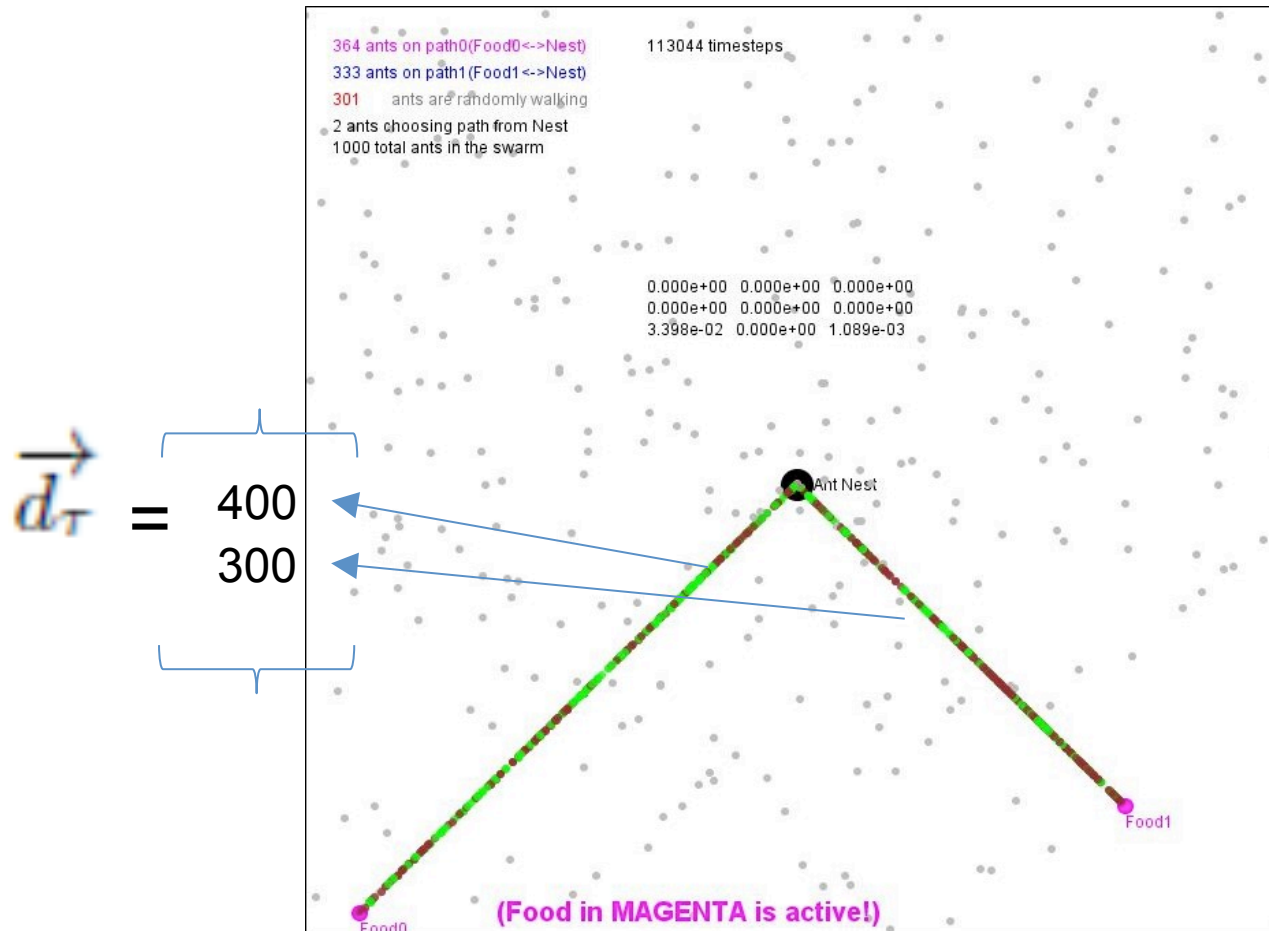 364 ants on path0(Food0<->Nest)
113044 timesteps
333 ants on path1(Food1<->Nest)
301 ants are randomly walking
2 ants choosing path from Nest
1000 total ants in the swarm
0.000e+00 0.000e+00 0.000e+00
0.000e+00 0.000e+00 0.000e+00
3.398e-02 0.000e+00 1.089e-03
d⃗τ =
400
300
Ant Nest
Food1
Food0
(Food in MAGENTA is active!)